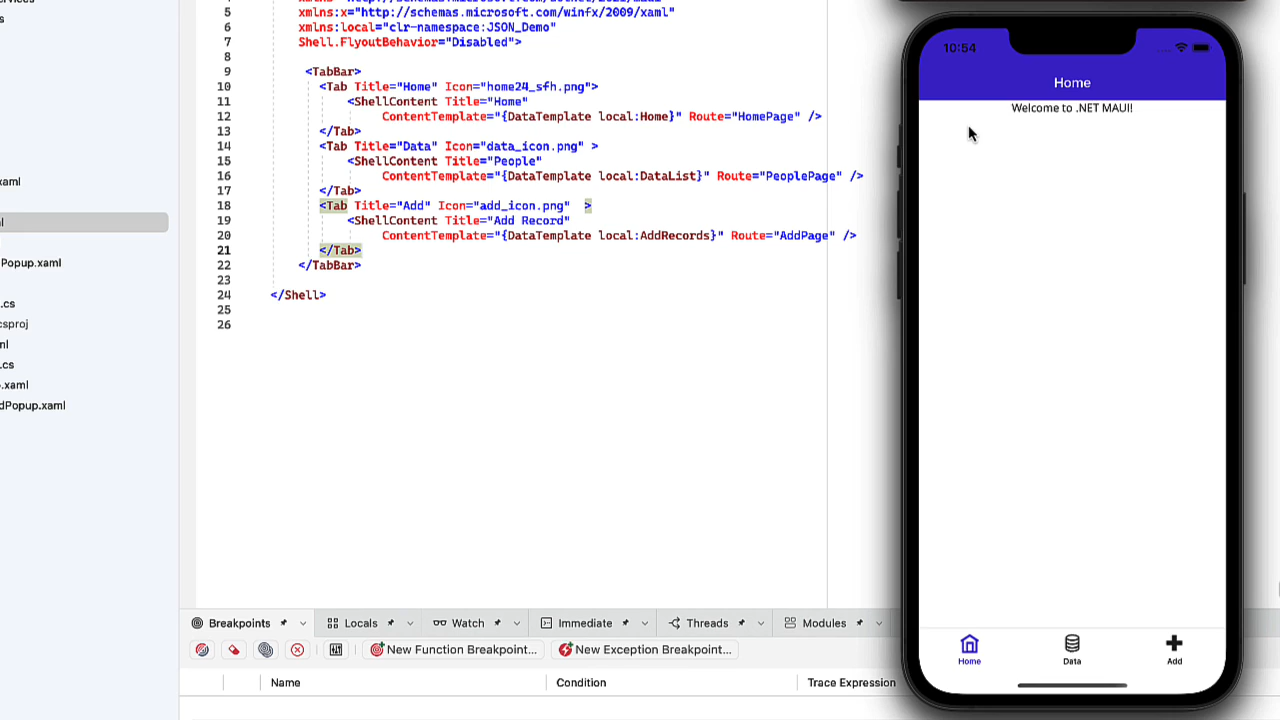 s
xaml
l
Popup.xaml
.cs
csproj
ml
.cs
.xaml
dPopup.xaml
5 xmlns:x="http://schemas.microsoft.com/winfx/2009/xaml"
6 xmlns:local="clr-namespace:JSON_Demo"
7 Shell.FlyoutBehavior="Disabled">
8
9 <TabBar>
10 <Tab Title="Home" Icon="home24_sfh.png">
11 <ShellContent Title="Home"
12 ContentTemplate="{DataTemplate local:Home}" Route="HomePage" />
13 </Tab>
14 <Tab Title="Data" Icon="data_icon.png" >
15 <ShellContent Title="People"
16 ContentTemplate="{DataTemplate local:DataList}" Route="PeoplePage" />
17 </Tab>
18 <Tab Title="Add" Icon="add_icon.png" >
19 <ShellContent Title="Add Record"
20 ContentTemplate="{DataTemplate local:AddRecords}" Route="AddPage" />
21 </Tab>
22 </TabBar>
23
24 </Shell>
25
26
Breakpoints Locals Watch Immediate Threads Modules
New Function Breakpoint... New Exception Breakpoint...
Name Condition Trace Expression
10:54
Home
Welcome to .NET MAUI!
Home Data Add